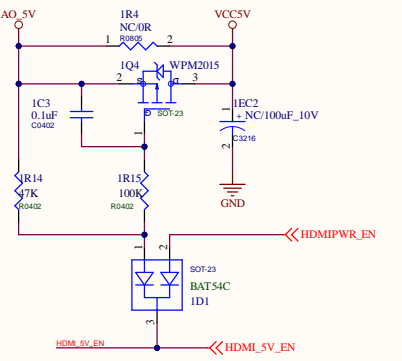 AO_5V
1R4
VCC5V
NC/0R
1
R0805
2
1Q4
WPM2015
2
3
1C3
0.1uF
C0402
SOT-23
1
1
1EC2
+ NC/100uF_10V
C3216
2
1R14
47K
R0402
1R15
100K
R0402
GND
1
2
HDMIPWR_EN
SOT-23
BAT54C
1D1
3
HDMI_5V_EN
HDMI_5V_EN